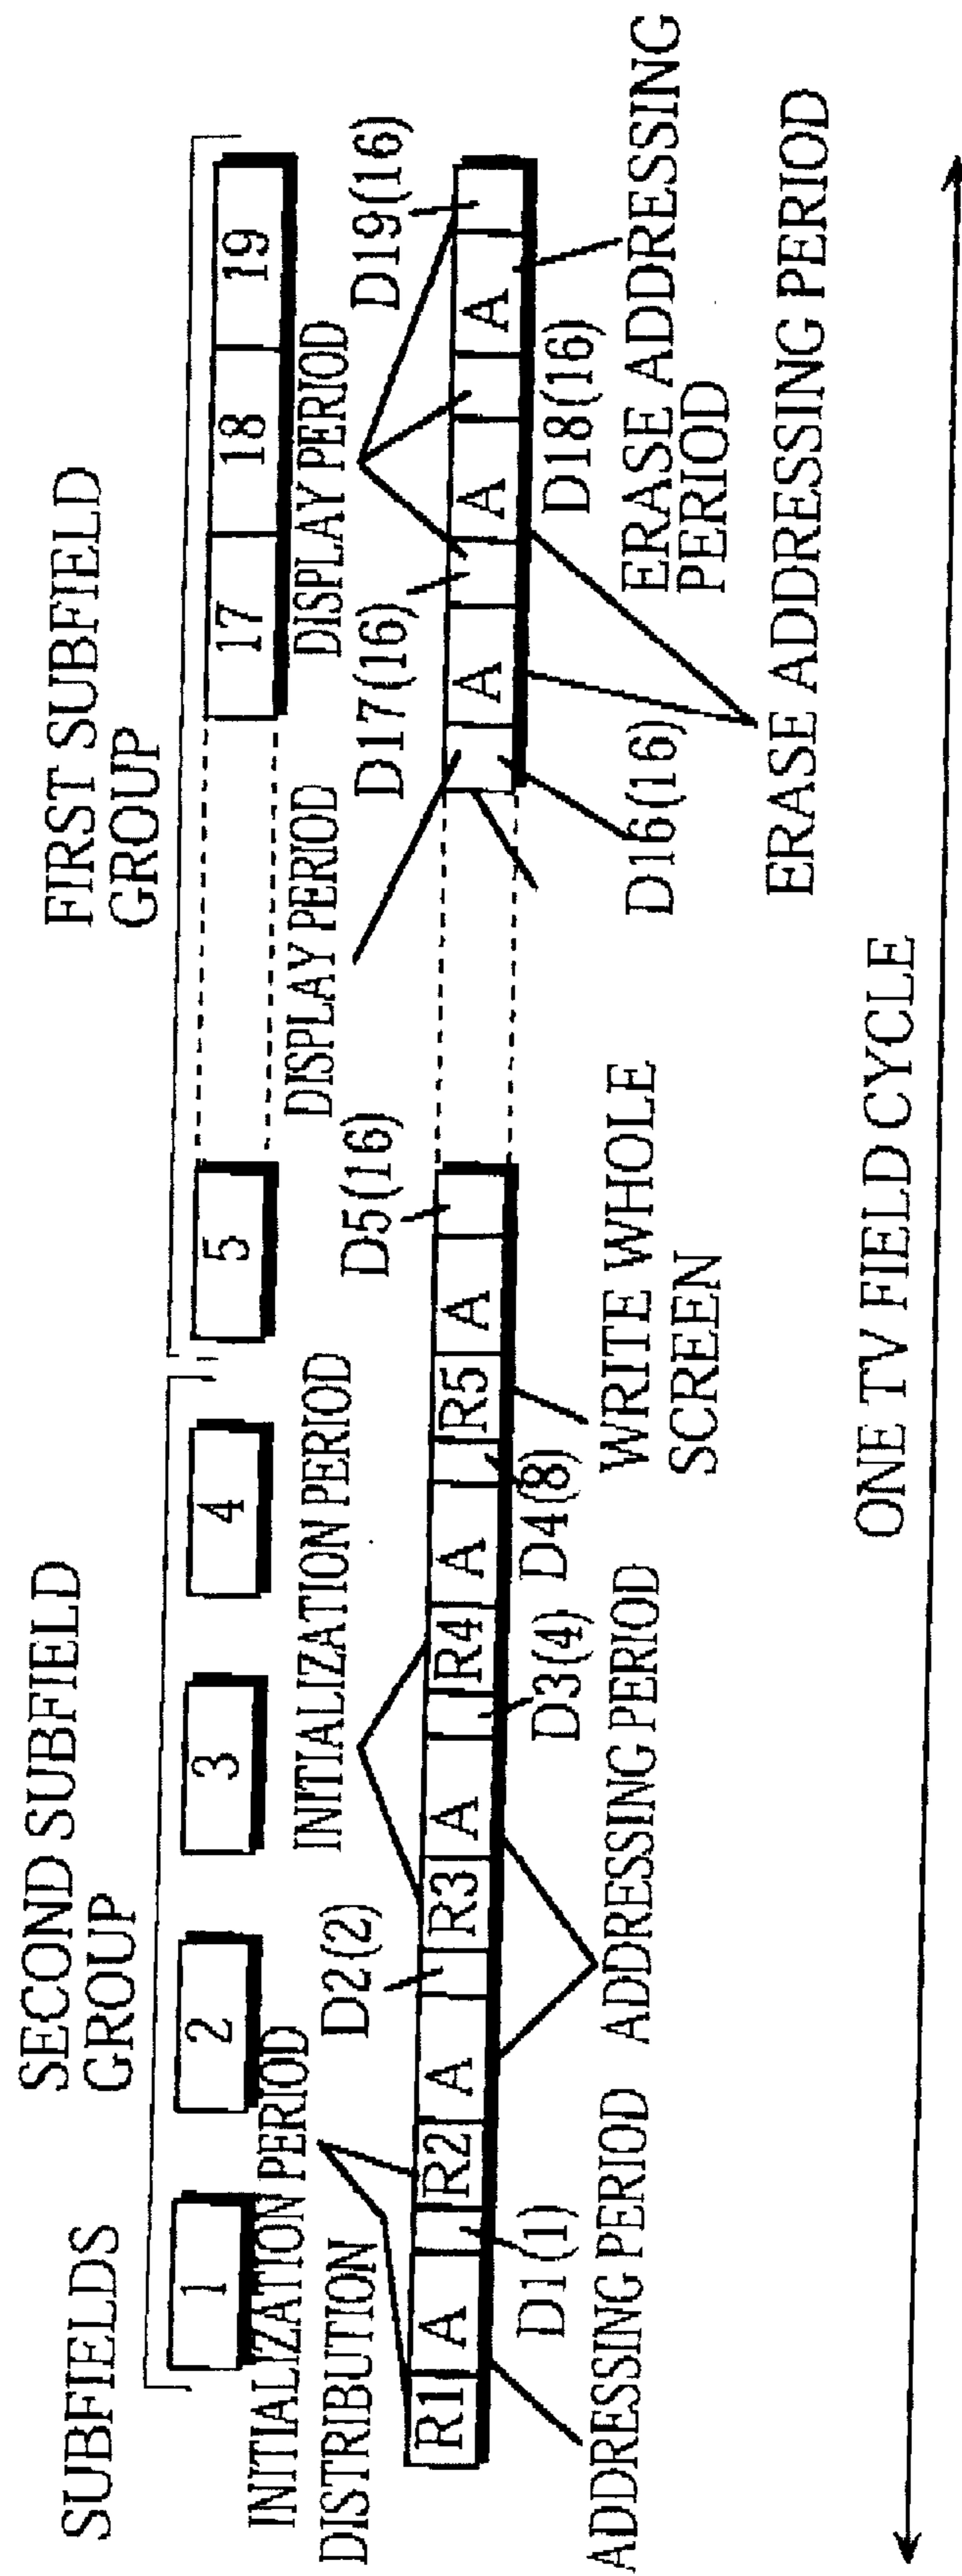 SUBFIELDS
SECOND SUBFIELD
GROUP
FIRST SUBFIELD
GROUP
1
2
3
4
5
17
18
19
INITIALIZATION PERIOD
DISTRIBUTION
INITIALIZATION PERIOD
DISPLAY PERIOD
DISPLAY PERIOD
D2(2)
D5(16)
D17(16)
D19(16)
R1
A
R2
A
R3
A
R4
A
R5
A
A
A
A
D1(1)
D3(4)
D4(8)
D16(16)
D18(16)
ADDRESSING PERIOD
ADDRESSING PERIOD
WRITE WHOLE
SCREEN
ERASE ADDRESSING
PERIOD
ERASE ADDRESSING PERIOD
ONE TV FIELD CYCLE